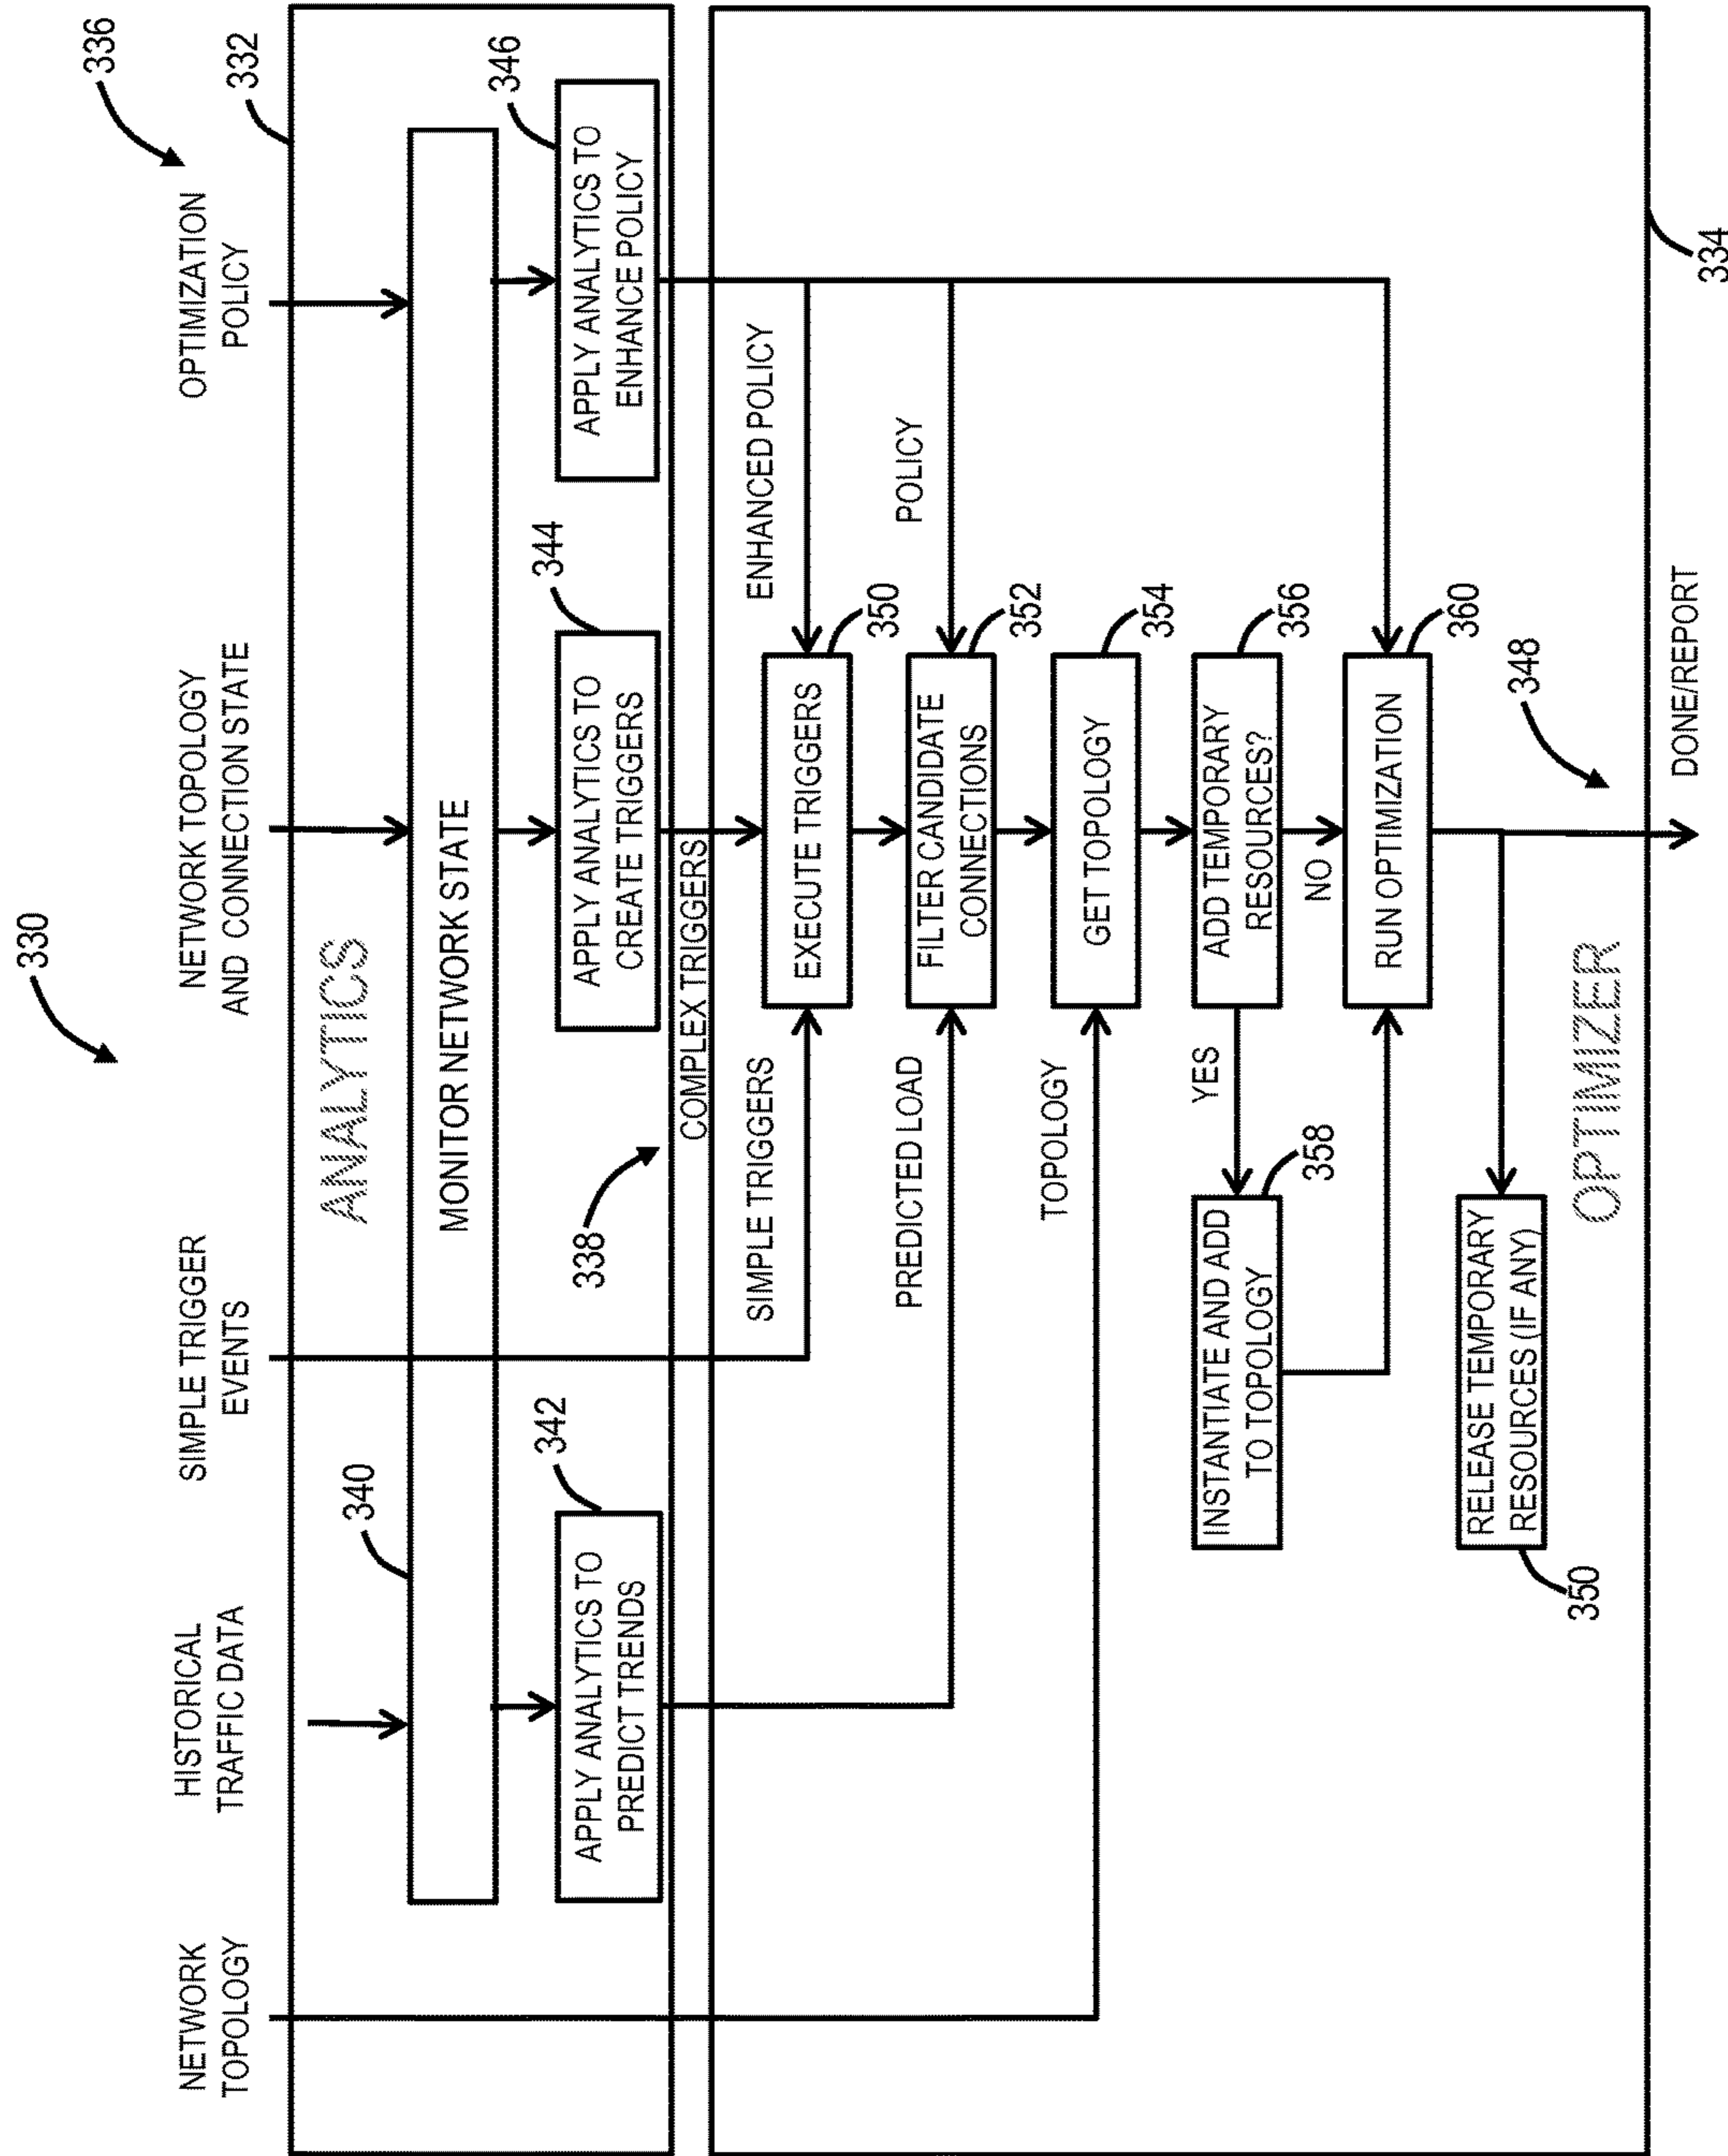 330
336
NETWORK
TOPOLOGY
HISTORICAL
TRAFFIC DATA
SIMPLE TRIGGER
EVENTS
NETWORK TOPOLOGY
AND CONNECTION STATE
OPTIMIZATION
POLICY
332
ANALYTICS
340
MONITOR NETWORK STATE
342
APPLY ANALYTICS TO
PREDICT TRENDS
344
APPLY ANALYTICS TO
CREATE TRIGGERS
346
APPLY ANALYTICS TO
ENHANCE POLICY
338
COMPLEX TRIGGERS
SIMPLE TRIGGERS
EXECUTE TRIGGERS
350
ENHANCED POLICY
PREDICTED LOAD
FILTER CANDIDATE
CONNECTIONS
352
POLICY
TOPOLOGY
GET TOPOLOGY
354
YES
ADD TEMPORARY
RESOURCES?
356
NO
INSTANTIATE AND ADD
TO TOPOLOGY
358
RUN OPTIMIZATION
360
RELEASE TEMPORARY
RESOURCES (IF ANY)
350
348
OPTIMIZER
DONE/REPORT
334